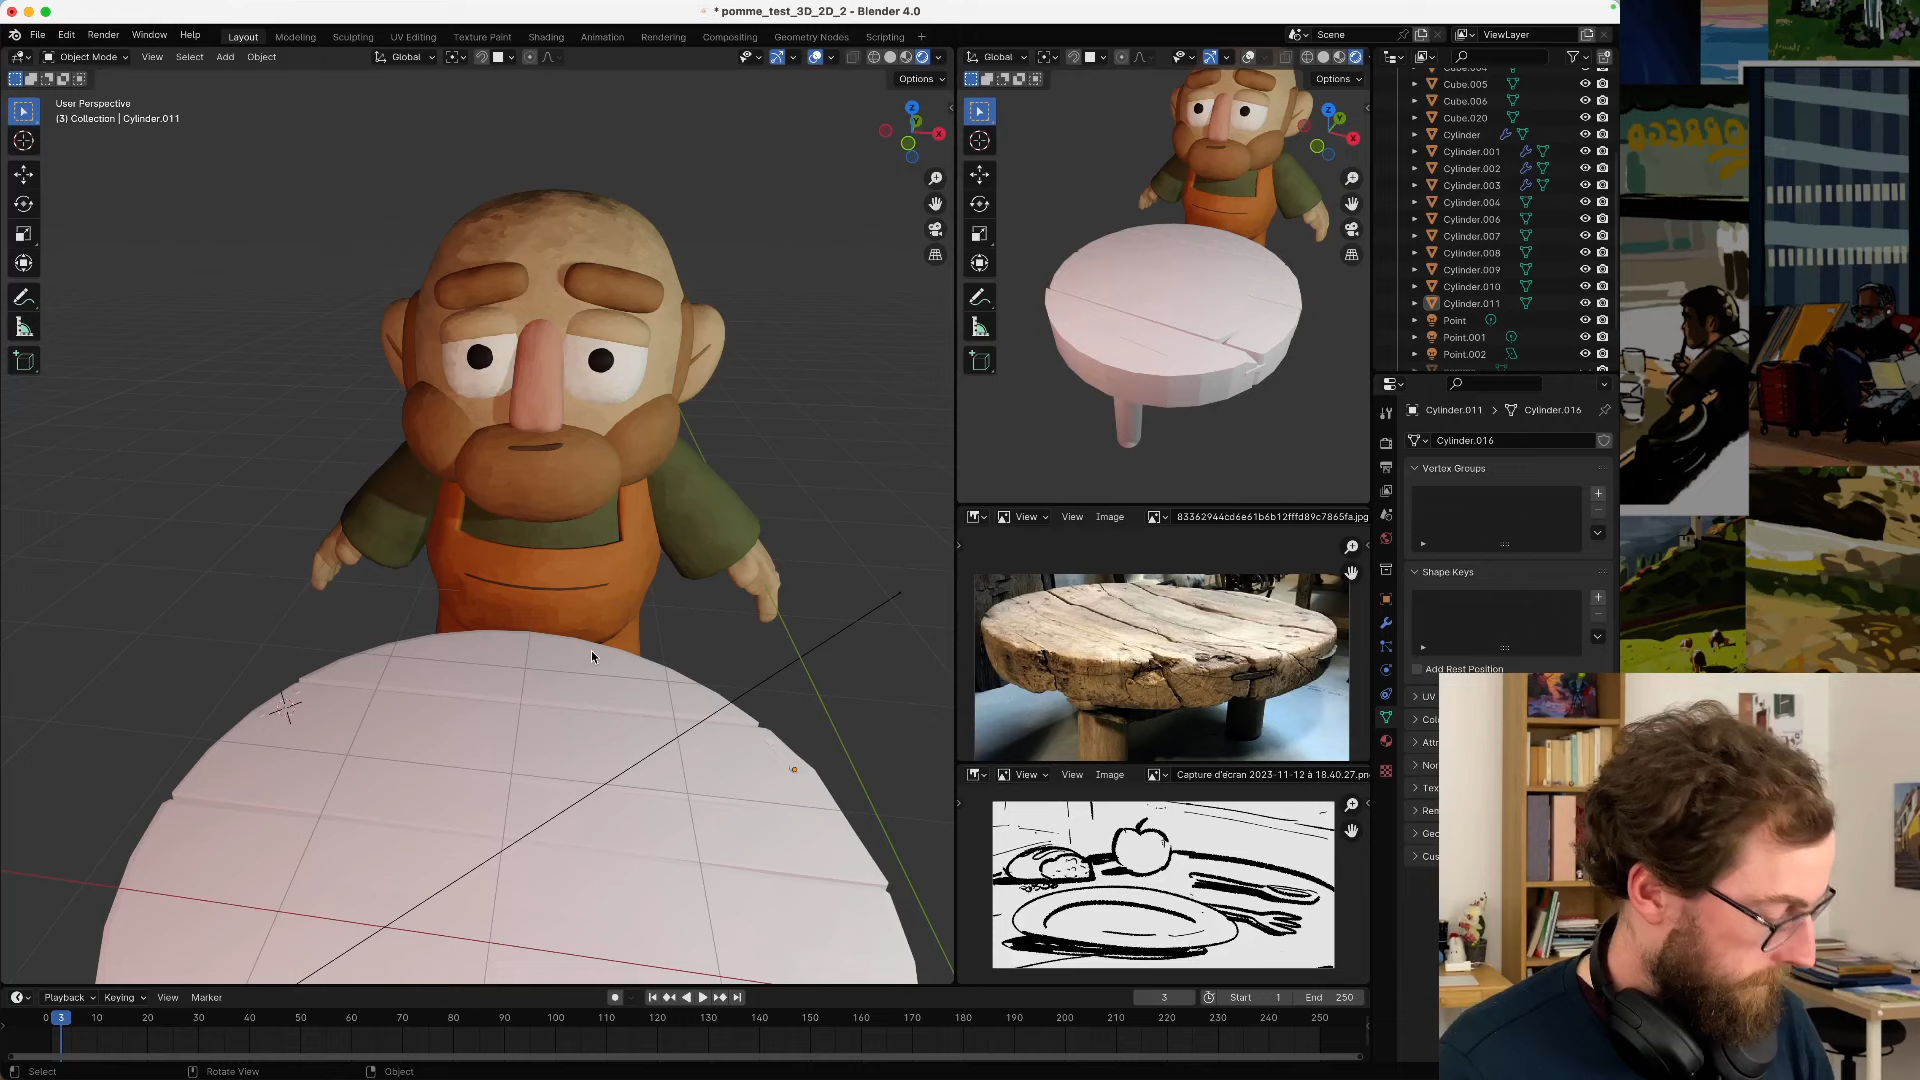 * pomme_test_3D_2D_2 - Blender 4.0
File Edit Render Window Help Layout Modeling Sculpting UV Editing Texture Paint Shading Animation Rendering Compositing Geometry Nodes Scripting
Scene ViewLayer
Object Mode View Select Add Object Global
Global
Options
Options
User Perspective
(3) Collection | Cylinder.011
Z
Y
X
Z
Y
X
Cube.004
Cube.005
Cube.006
Cube.020
Cylinder
Cylinder.001
Cylinder.002
Cylinder.003
Cylinder.004
Cylinder.006
Cylinder.007
Cylinder.008
Cylinder.009
Cylinder.010
Cylinder.011
Point
Point.001
Point.002
Cylinder.011 > Cylinder.016
Cylinder.016
Vertex Groups
Shape Keys
Add Rest Position
UV
Nor
Cus
View View Image 83362944cd6e61b6b12fffd89c7865fa.jpg
View View Image Capture d'écran 2023-11-12 à 18.40.27.pn
Playback Keying View Marker
3 Start 1 End 250
0 3 10 20 30 40 50 60 70 80 90 100 110 120 130 140 150 160 170 180 190 200 210 220 230 240 250
Select Rotate View Object